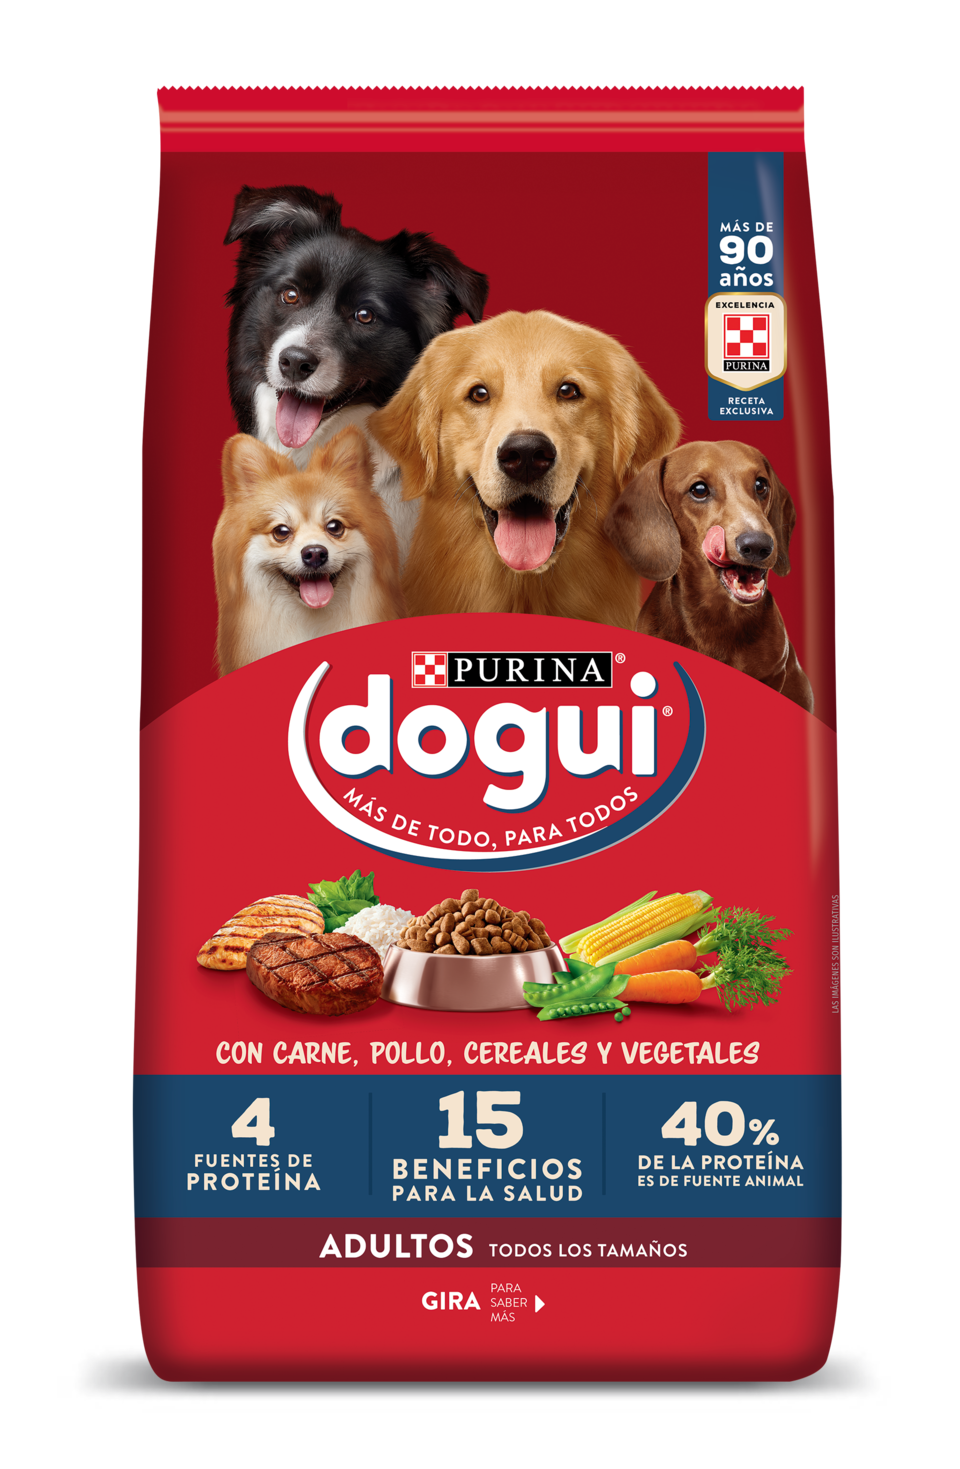 MÁS DE
90
años
EXCELENCIA
PURINA
RECETA
EXCLUSIVA
PURINA®
dogui®
MÁS DE TODO, PARA TODOS
LAS IMÁGENES SON ILUSTRATIVAS
CON CARNE, POLLO, CEREALES Y VEGETALES
4
FUENTES DE
PROTEÍNA
15
BENEFICIOS
PARA LA SALUD
40%
DE LA PROTEÍNA
ES DE FUENTE ANIMAL
ADULTOS TODOS LOS TAMAÑOS
GIRA PARA
SABER
MÁS